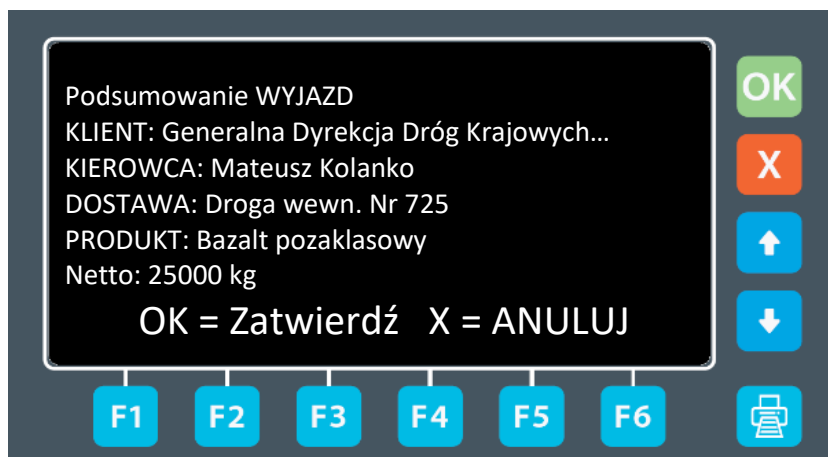 Podsumowanie WYJAZD
KLIENT: Generalna Dyrekcja Dróg Krajowych...
KIEROWCA: Mateusz Kolanko
DOSTAWA: Droga wewn. Nr 725
PRODUKT: Bazalt pozaklasowy
Netto: 25000 kg
OK = Zatwierdź X = ANULUJ
OK
X
F1 F2 F3 F4 F5 F6